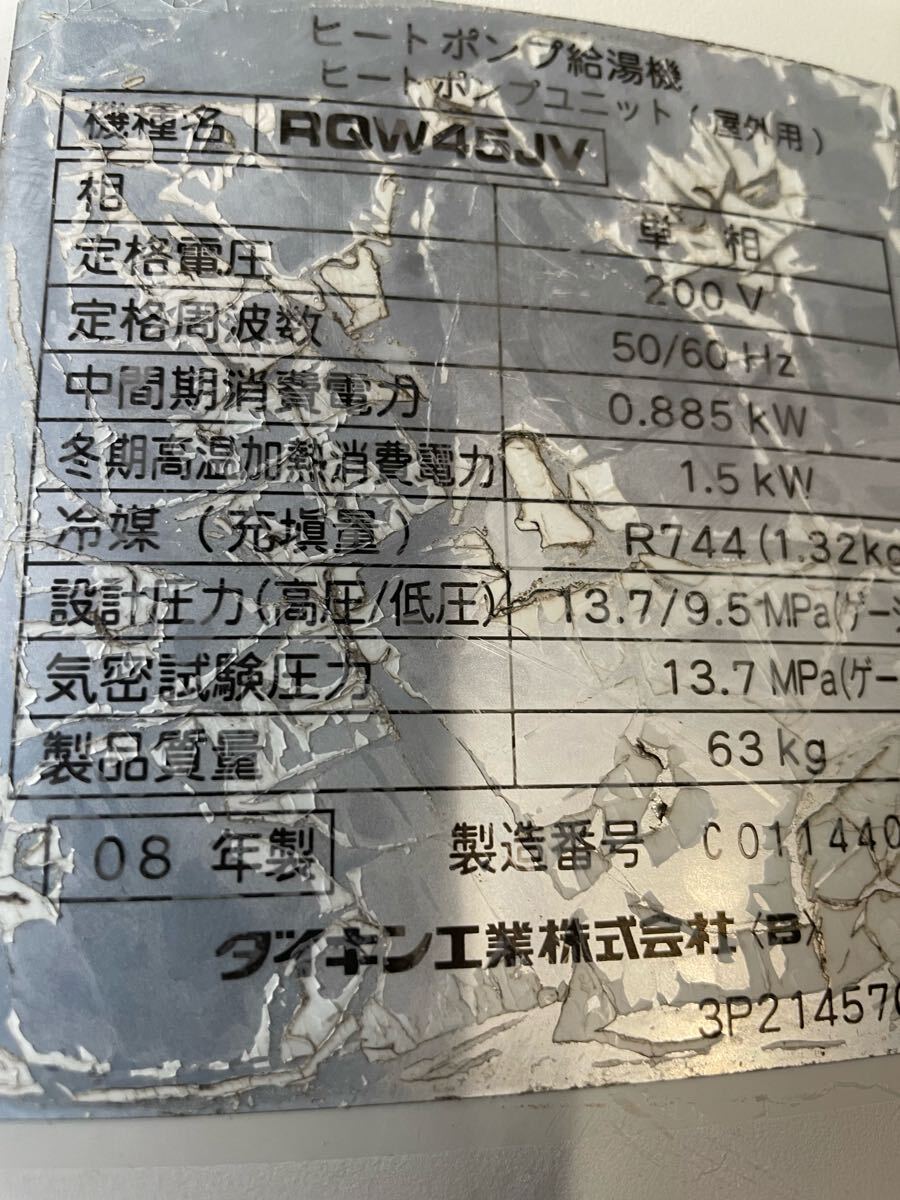 ヒートポンプ給湯機
ヒートポンプユニット(屋外用)
機種名 RQW45JV
相 単 相
定格電圧 200 V
定格周波数 50/60 Hz
中間期消費電力 0.885 kW
冬期高温加熱消費電力 1.5 kW
冷媒(充填量) R744(1.32kg
設計圧力(高圧/低圧) 13.7/9.5 MPa(ゲージ
気密試験圧力 13.7 MPa(ゲー
製品質量 63 kg
08 年製 製造番号 C011440
ダイキン工業株式会社〈B〉
3P214570